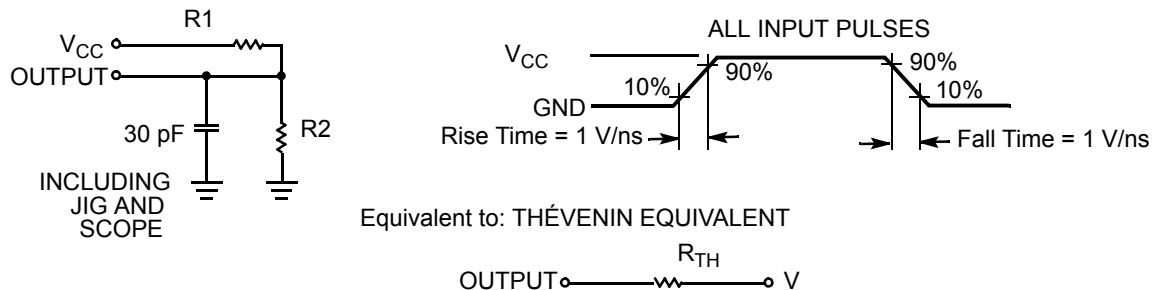 R1
VCC
OUTPUT
30 pF
R2
INCLUDING
JIG AND
SCOPE
ALL INPUT PULSES
VCC
GND
10%
90%
90%
10%
Rise Time = 1 V/ns
Fall Time = 1 V/ns
Equivalent to: THÉVENIN EQUIVALENT
RTH
OUTPUT
V